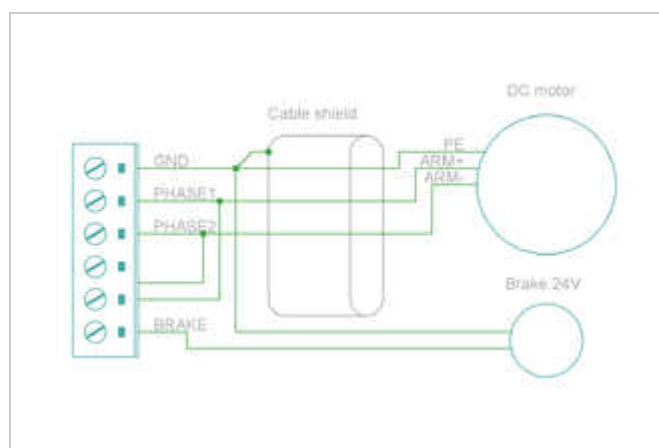 DC motor
Cable shield
PE
GND
ARM+
ARM-
PHASE1
PHASE2
Brake 24V
BRAKE